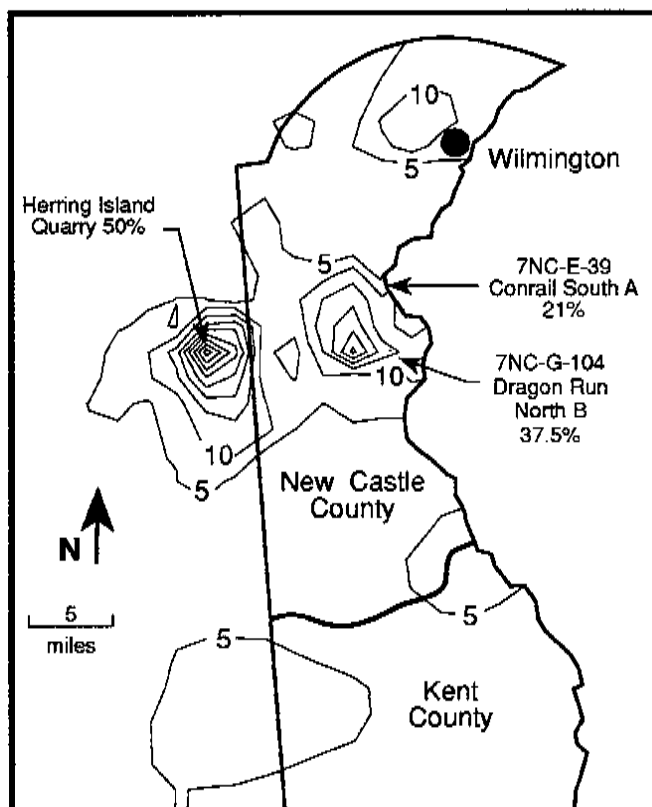 10
5
Wilmington
Herring Island
Quarry 50%
5
7NC-E-39
Conrail South A
21%
10
7NC-G-104
Dragon Run
North B
37.5%
10
5
New Castle
County
N
5
miles
5
5
Kent
County